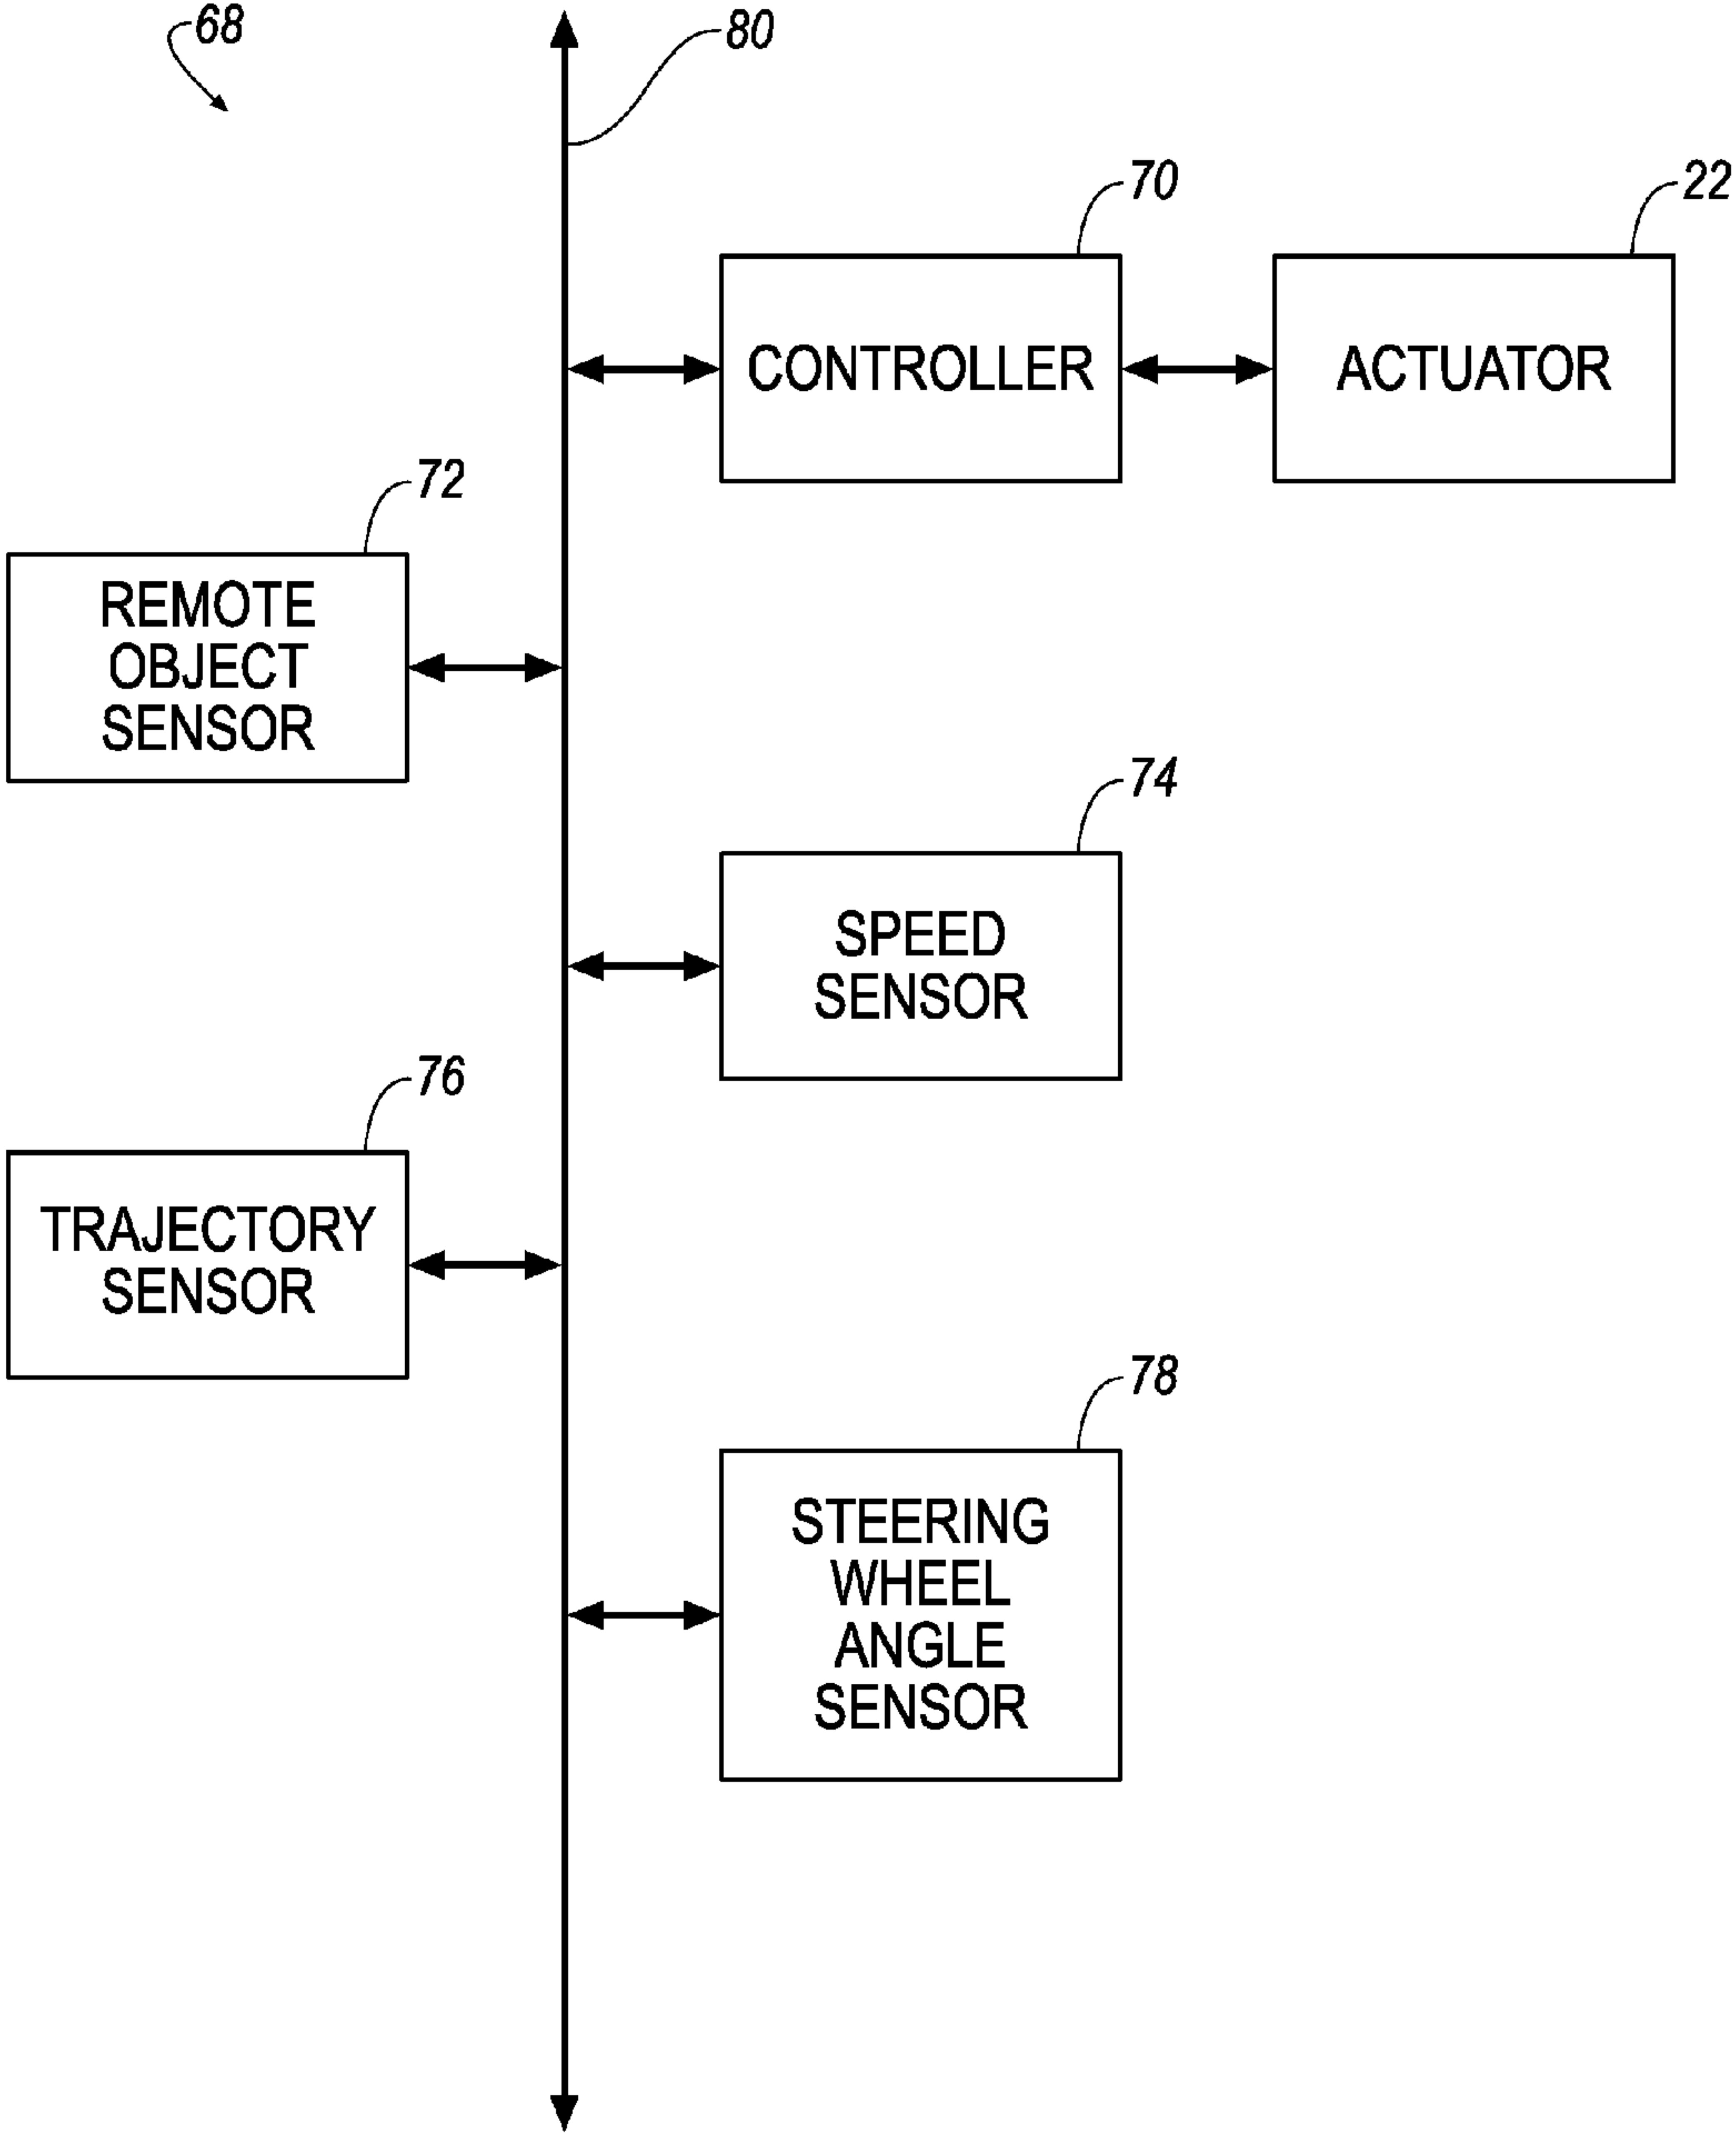 68
80
70
22
CONTROLLER
ACTUATOR
72
REMOTE
OBJECT
SENSOR
74
SPEED
SENSOR
76
TRAJECTORY
SENSOR
78
STEERING
WHEEL
ANGLE
SENSOR